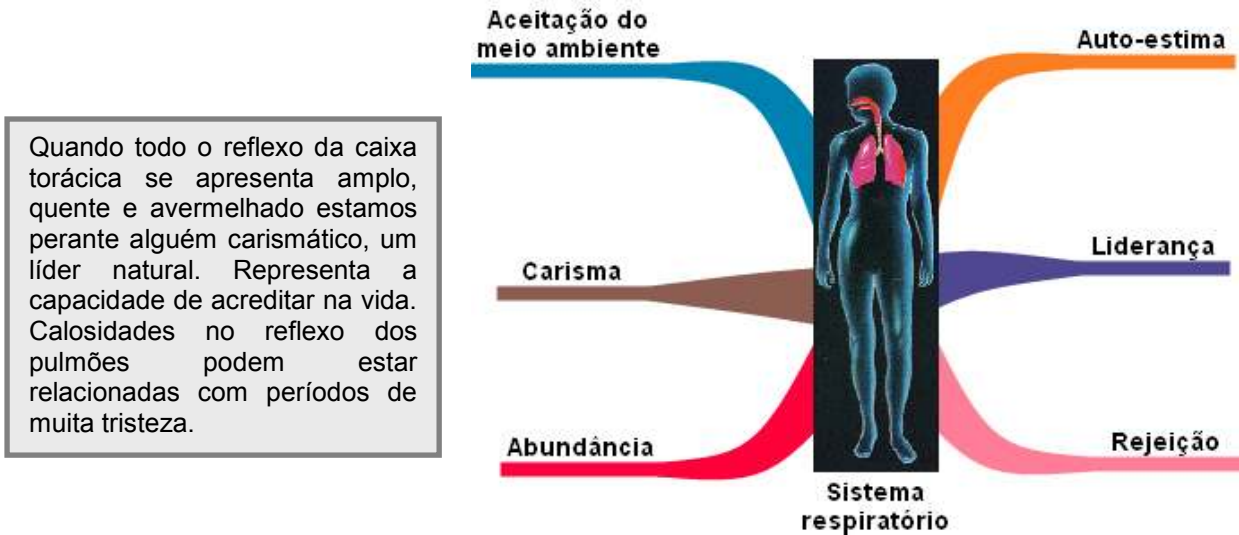 Quando todo o reflexo da caixa
torácica se apresenta amplo,
quente e avermelhado estamos
perante alguém carismático, um
líder natural. Representa a
capacidade de acreditar na vida.
Calosidades no reflexo dos
pulmões podem estar
relacionadas com períodos de
muita tristeza.
Aceitação do
meio ambiente
Carisma
Abundância
Auto-estima
Liderança
Rejeição
Sistema
respiratório